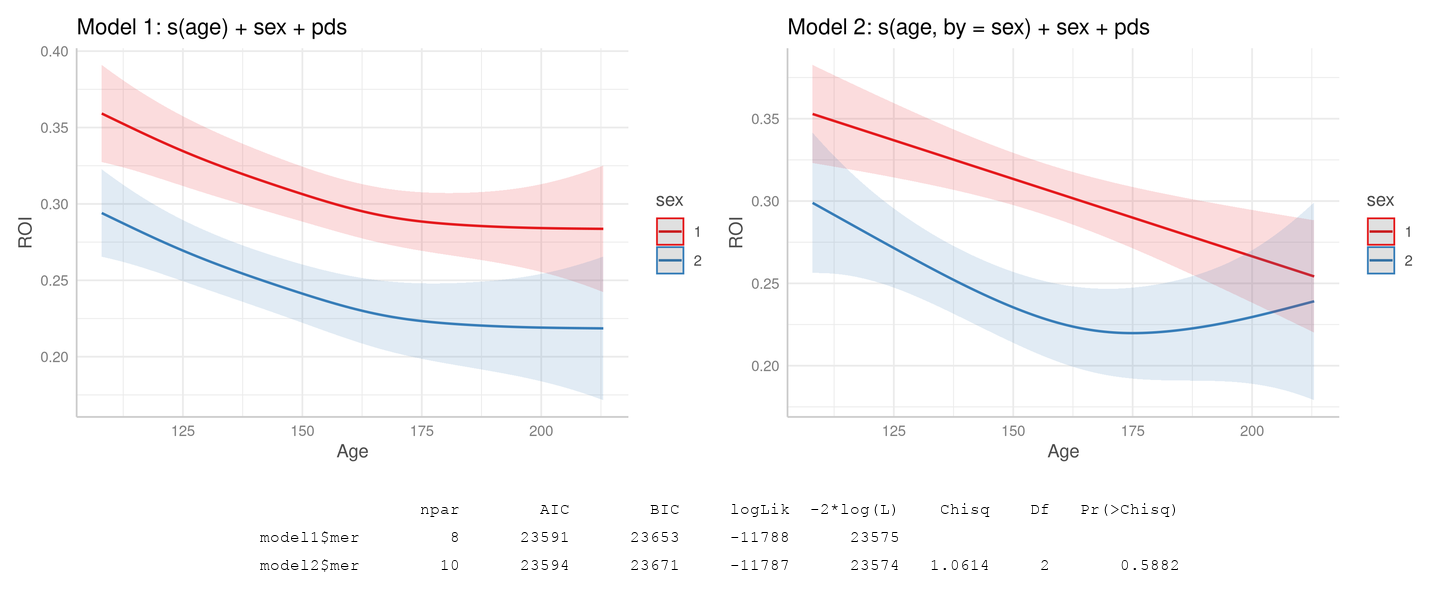 Model 1: s(age) + sex + pds
0.40
0.35
0.30
0.25
0.20
ROI
125 150 175 200
Age
sex
1
2
Model 2: s(age, by = sex) + sex + pds
0.35
0.30
0.25
0.20
ROI
125 150 175 200
Age
sex
1
2
npar AIC BIC logLik -2*log(L) Chisq Df Pr(>Chisq)
model1$mer 8 23591 23653 -11788 23575
model2$mer 10 23594 23671 -11787 23574 1.0614 2 0.5882